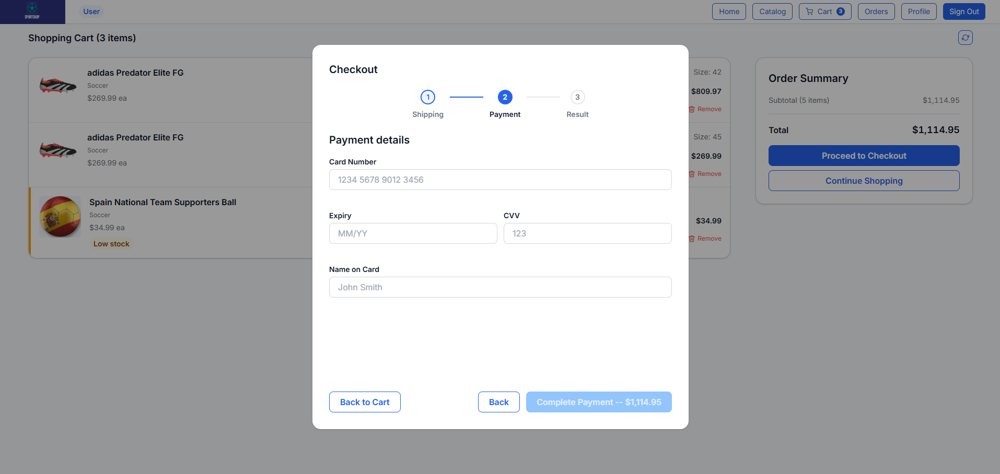 SPORTSHOP
User
Home
Catalog
Cart 3
Orders
Profile
Sign Out
Shopping Cart (3 items)
adidas Predator Elite FG
Soccer
$269.99 ea
Size: 42
$809.97
Remove
adidas Predator Elite FG
Soccer
$269.99 ea
Size: 45
$269.99
Remove
Spain National Team Supporters Ball
Soccer
$34.99 ea
Low stock
$34.99
Remove
Order Summary
Subtotal (5 items) $1,114.95
Total $1,114.95
Proceed to Checkout
Continue Shopping
Checkout
1 2 3
Shipping Payment Result
Payment details
Card Number
1234 5678 9012 3456
Expiry CVV
MM/YY 123
Name on Card
John Smith
Back to Cart
Back
Complete Payment -- $1,114.95